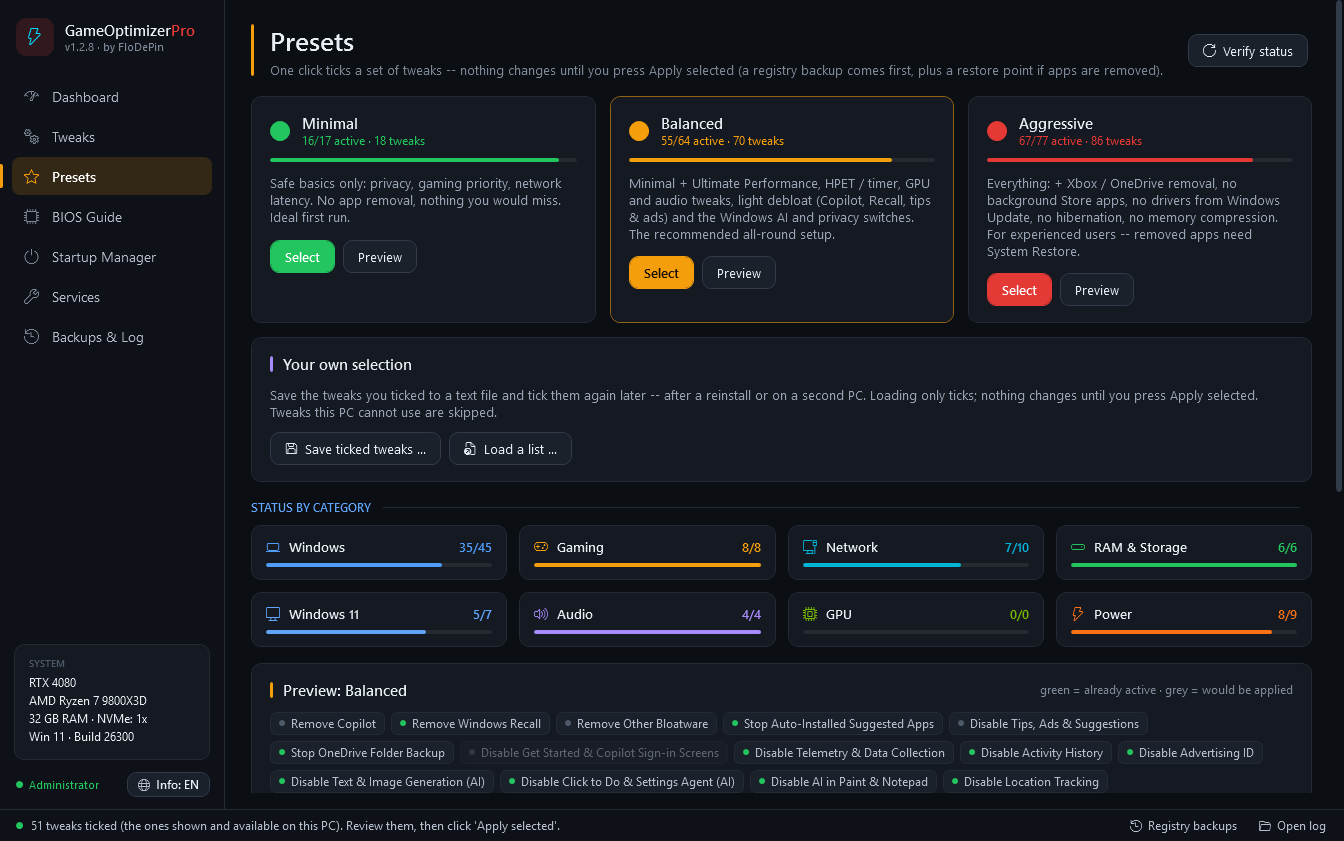 GameOptimizerPro
v1.2.8 · by FloDePin
Dashboard
Tweaks
Presets
BIOS Guide
Startup Manager
Services
Backups & Log
SYSTEM
RTX 4080
AMD Ryzen 7 9800X3D
32 GB RAM · NVMe: 1x
Win 11 · Build 26300
Administrator
Info: EN
Presets
One click ticks a set of tweaks -- nothing changes until you press Apply selected (a registry backup comes first, plus a restore point if apps are removed).
Verify status
Minimal
16/17 active · 18 tweaks
Safe basics only: privacy, gaming priority, network
latency. No app removal, nothing you would miss.
Ideal first run.
Select
Preview
Balanced
55/64 active · 70 tweaks
Minimal + Ultimate Performance, HPET / timer, GPU
and audio tweaks, light debloat (Copilot, Recall, tips
& ads) and the Windows AI and privacy switches.
The recommended all-round setup.
Select
Preview
Aggressive
67/77 active · 86 tweaks
Everything: + Xbox / OneDrive removal, no
background Store apps, no drivers from Windows
Update, no hibernation, no memory compression.
For experienced users -- removed apps need
System Restore.
Select
Preview
Your own selection
Save the tweaks you ticked to a text file and tick them again later -- after a reinstall or on a second PC. Loading only ticks; nothing changes until you press Apply selected.
Tweaks this PC cannot use are skipped.
Save ticked tweaks ...
Load a list ...
STATUS BY CATEGORY
Windows 35/45
Gaming 8/8
Network 7/10
RAM & Storage 6/6
Windows 11 5/7
Audio 4/4
GPU 0/0
Power 8/9
Preview: Balanced
green = already active · grey = would be applied
Remove Copilot
Remove Windows Recall
Remove Other Bloatware
Stop Auto-Installed Suggested Apps
Disable Tips, Ads & Suggestions
Stop OneDrive Folder Backup
Disable Get Started & Copilot Sign-in Screens
Disable Telemetry & Data Collection
Disable Activity History
Disable Advertising ID
Disable Text & Image Generation (AI)
Disable Click to Do & Settings Agent (AI)
Disable AI in Paint & Notepad
Disable Location Tracking
51 tweaks ticked (the ones shown and available on this PC). Review them, then click 'Apply selected'.
Registry backups
Open log